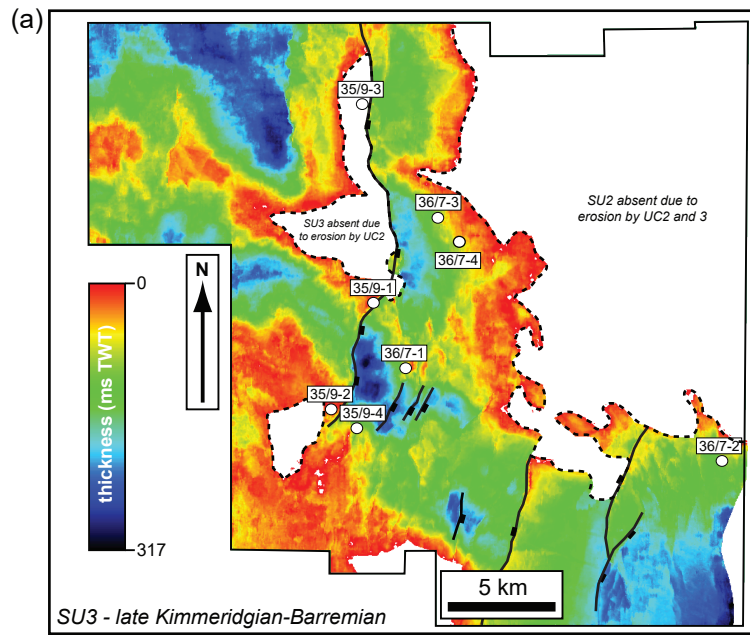 (a)
35/9-3
36/7-3
SU2 absent due to
erosion by UC2 and 3
SU3 absent due
to erosion by UC2
36/7-4
N
0
35/9-1
thickness (ms TWT)
36/7-1
35/9-2
35/9-4
36/7-2
317
5 km
SU3 - late Kimmeridgian-Barremian